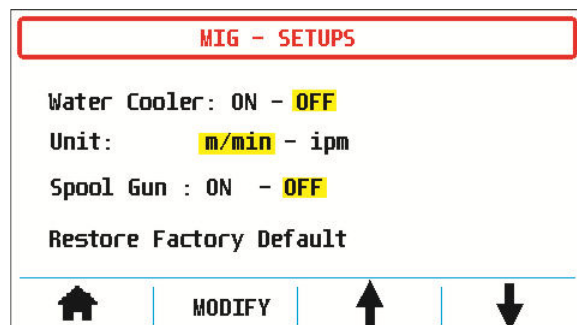 MIG - SETUPS
Water Cooler: ON - OFF
Unit: m/min - ipm
Spool Gun : ON - OFF
Restore Factory Default
MODIFY